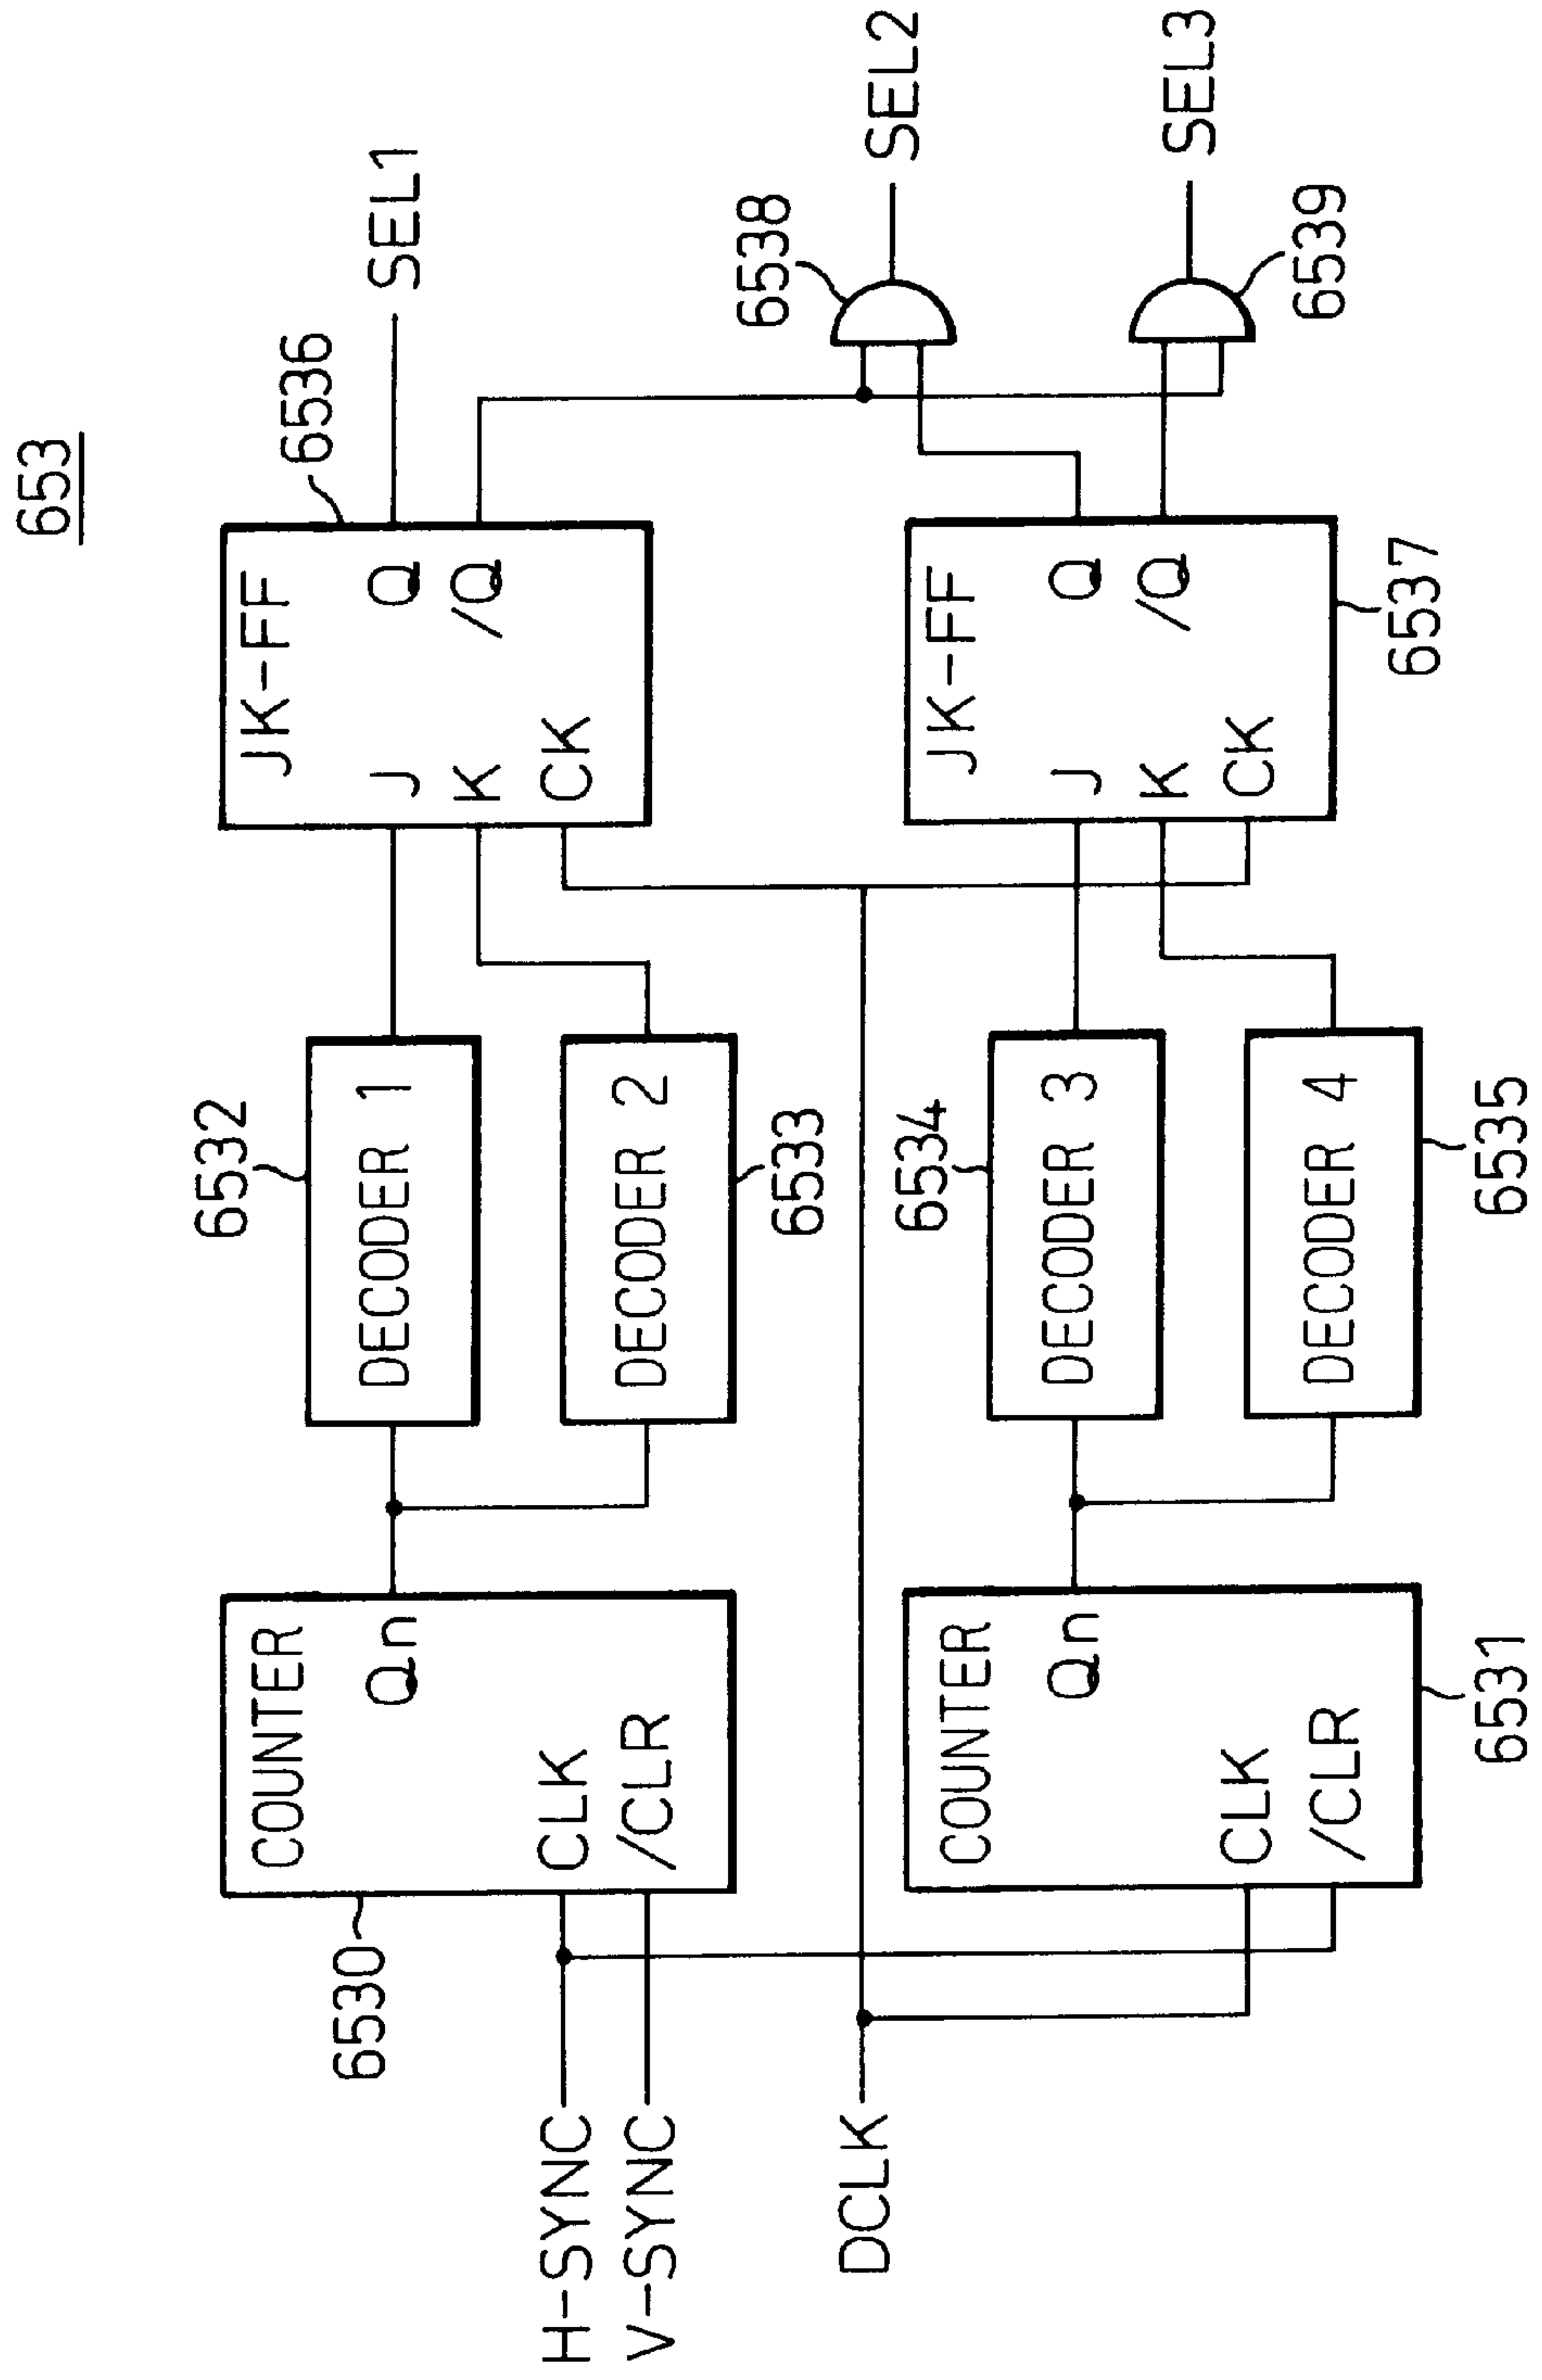 653
6530
COUNTER
Qn
CLK
/CLR
H-SYNC
V-SYNC
6532
DECODER 1
DECODER 2
6533
6536
JK-FF
J
Q
K
/Q
CK
SEL1
DCLK
COUNTER
Qn
CLK
/CLR
6531
6534
DECODER 3
DECODER 4
6535
JK-FF
J
Q
K
/Q
CK
6537
6538
SEL2
SEL3
6539